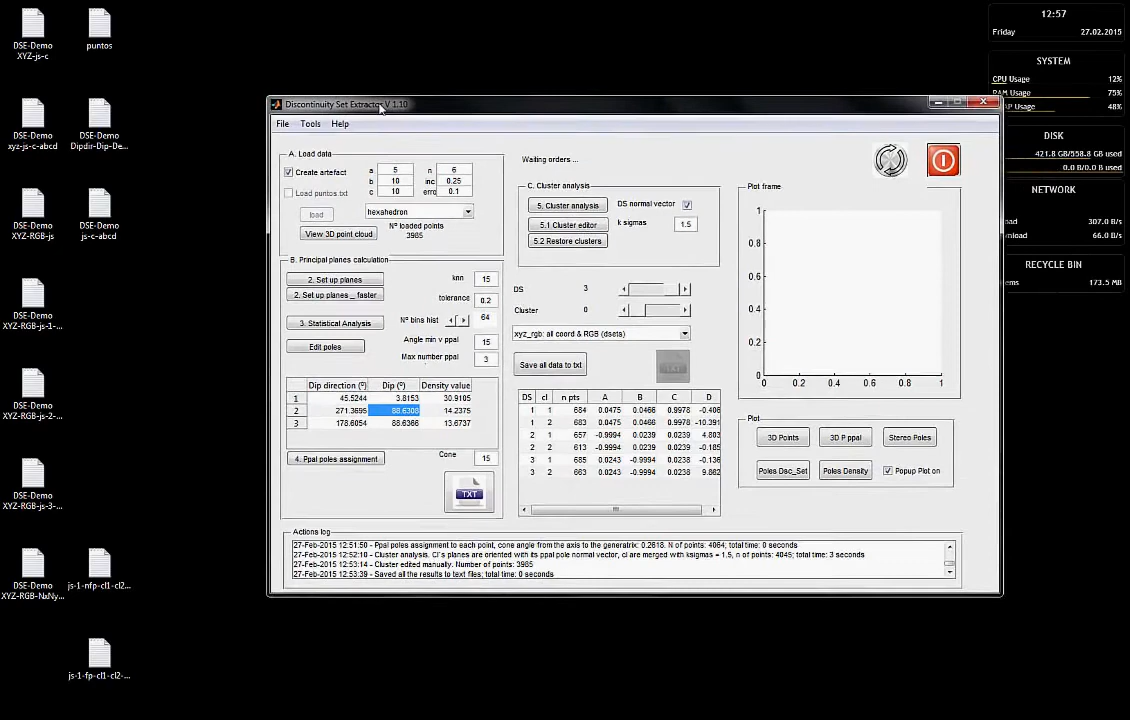 DSE-Demo
XYZ-js-c
puntos
DSE-Demo
xyz-js-c-abcd
DSE-Demo
Dipdir-Dip-De...
DSE-Demo
XYZ-RGB-js
DSE-Demo
js-c-abcd
DSE-Demo
XYZ-RGB-js-1-...
DSE-Demo
XYZ-RGB-js-2-...
DSE-Demo
XYZ-RGB-js-3-...
DSE-Demo
XYZ-RGB-NxNy...
js-1-nfp-cl1-cl2...
js-1-fp-cl1-cl2-...
Discontinuity Set Extractor V 1.10
File Tools Help
A. Load data
Create artefact
a 5 n 6
b 10 inc 0.25
c 10 erro 0.1
Load puntos.txt
load
hexahedron
View 3D point cloud
Nº loaded points
3985
B. Principal planes calculation
2. Set up planes
knn 15
2. Set up planes _ faster
tolerance 0.2
3. Statistical Analysis
Nº bins hist 64
Edit poles
Angle min v ppal 15
Max number ppal 3
Dip direction (º) Dip (º) Density value
1 45.5244 3.8153 30.9105
2 271.3695 88.6308 14.2375
3 178.6054 88.6366 13.6737
4. Ppal poles assignment
Cone 15
TXT
Waiting orders ...
C. Cluster analysis
5. Cluster analysis
DS normal vector
5.1 Cluster editor
k sigmas 1.5
5.2 Restore clusters
DS 3
Cluster 0
xyz_rgb: all coord & RGB (dsets)
Save all data to txt
DS cl n pts A B C D
1 1 684 0.0475 0.0466 0.9978 -0.406
1 2 683 0.0475 0.0466 0.9978 -10.391
2 1 657 -0.9994 0.0239 0.0239 4.803
2 2 613 -0.9994 0.0239 0.0239 -0.185
3 1 685 0.0243 -0.9994 0.0238 -0.136
3 2 663 0.0243 -0.9994 0.0238 9.862
Plot frame
1
0.8
0.6
0.4
0.2
0
0 0.2 0.4 0.6 0.8 1
Plot
3D Points
3D P ppal
Stereo Poles
Poles Dsc_Set
Poles Density
Popup Plot on
Actions log
27-Feb-2015 12:51:50 - Ppal poles assignment to each point, cone angle from the axis to the generatrix: 0.2618. N of points: 4064; total time: 0 seconds
27-Feb-2015 12:52:10 - Cluster analysis. Cl's planes are oriented with its ppal pole normal vector, cl are merged with ksigmas = 1.5, n of points: 4045; total time: 3 seconds
27-Feb-2015 12:53:14 - Cluster edited manually. Number of points: 3985
27-Feb-2015 12:53:39 - Saved all the results to text files; total time: 0 seconds
12:57
Friday 27.02.2015
SYSTEM
CPU Usage 12%
RAM Usage 75%
AP Usage 48%
DISK
421.8 GB/558.8 GB used
0.0 B/0.0 B used
NETWORK
load 307.0 B/s
nload 66.0 B/s
RECYCLE BIN
ems 173.5 MB